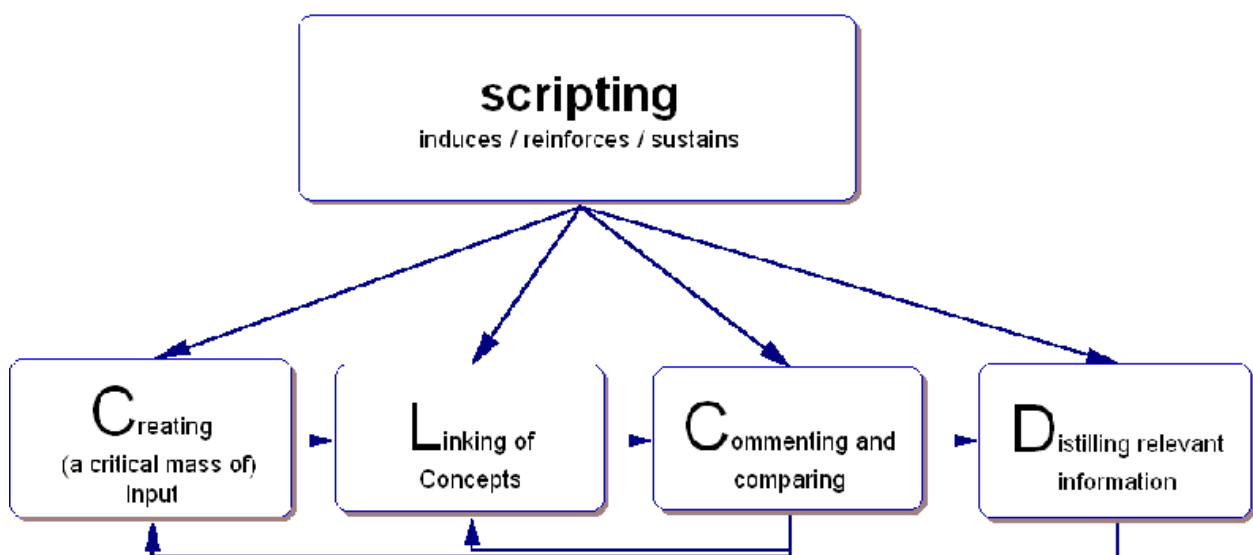 scripting
induces / reinforces / sustains
Creating
(a critical mass of)
Input
Linking of
Concepts
Commenting and
comparing
Distilling relevant
information